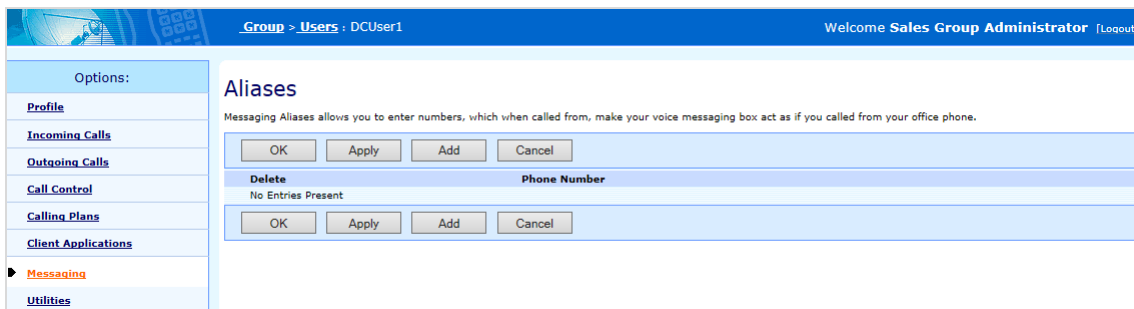 Group > Users : DCUser1
Welcome Sales Group Administrator [Logout
Options:
Profile
Incoming Calls
Outgoing Calls
Call Control
Calling Plans
Client Applications
Messaging
Utilities
Aliases
Messaging Aliases allows you to enter numbers, which when called from, make your voice messaging box act as if you called from your office phone.
OK Apply Add Cancel
Delete Phone Number
No Entries Present
OK Apply Add Cancel